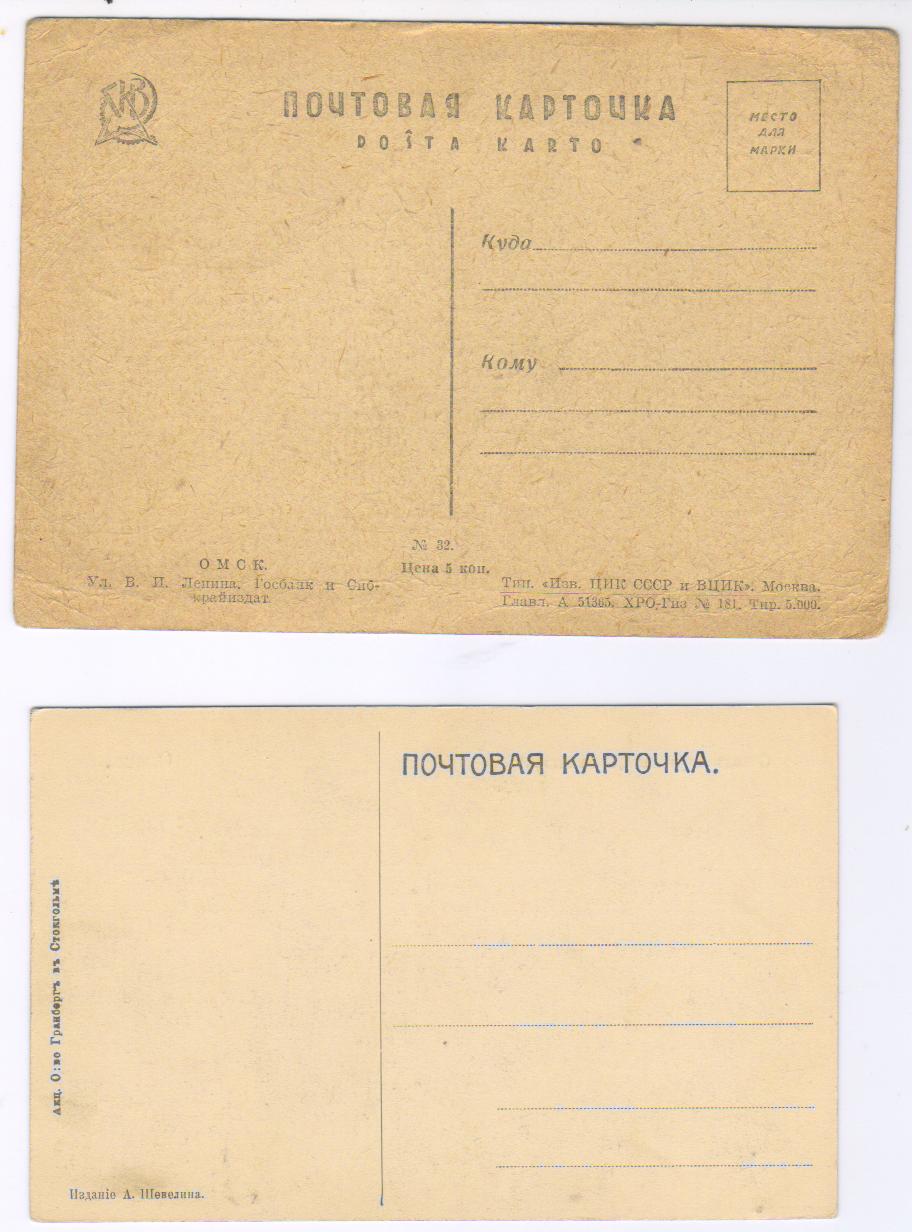 ПОЧТОВАЯ КАРТОЧКА
POŜTA KARTO
МЕСТО
ДЛЯ
МАРКИ
Куда
Кому
№ 32.
Цена 5 коп.
ОМСК.
Ул. В. И. Ленина, Госбанк и Сиб-
крайиздат
Тип. «Изв. ЦИК СССР и ВЦИК», Москва.
Главл. А 51365. ХРО-Гиз № 181. Тир. 5.000.
ПОЧТОВАЯ КАРТОЧКА.
Акц. О:во Гранбергъ въ Стокгольмѣ
Изданіе А. Шевелина.